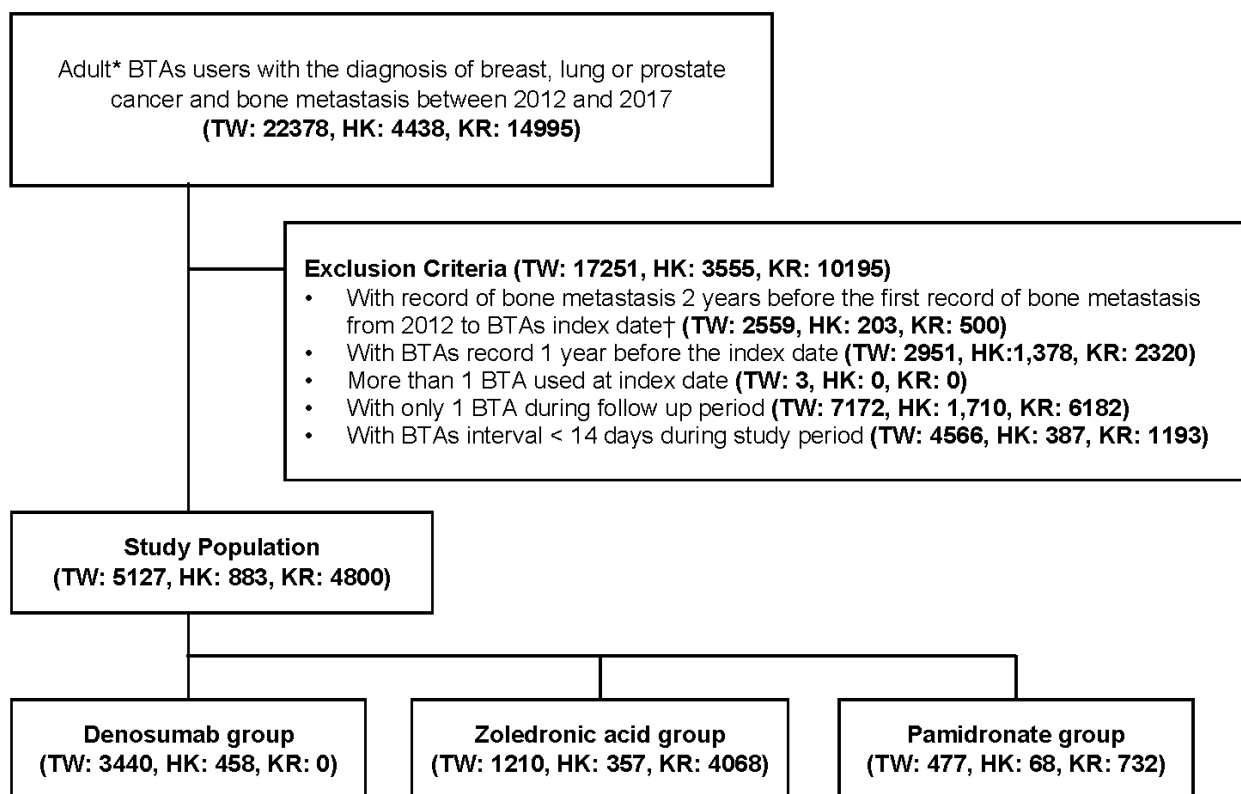 Adult* BTAs users with the diagnosis of breast, lung or prostate
cancer and bone metastasis between 2012 and 2017
(TW: 22378, HK: 4438, KR: 14995)
Exclusion Criteria (TW: 17251, HK: 3555, KR: 10195)
• With record of bone metastasis 2 years before the first record of bone metastasis
from 2012 to BTAs index date† (TW: 2559, HK: 203, KR: 500)
• With BTAs record 1 year before the index date (TW: 2951, HK:1,378, KR: 2320)
• More than 1 BTA used at index date (TW: 3, HK: 0, KR: 0)
• With only 1 BTA during follow up period (TW: 7172, HK: 1,710, KR: 6182)
• With BTAs interval < 14 days during study period (TW: 4566, HK: 387, KR: 1193)
Study Population
(TW: 5127, HK: 883, KR: 4800)
Denosumab group
(TW: 3440, HK: 458, KR: 0)
Zoledronic acid group
(TW: 1210, HK: 357, KR: 4068)
Pamidronate group
(TW: 477, HK: 68, KR: 732)